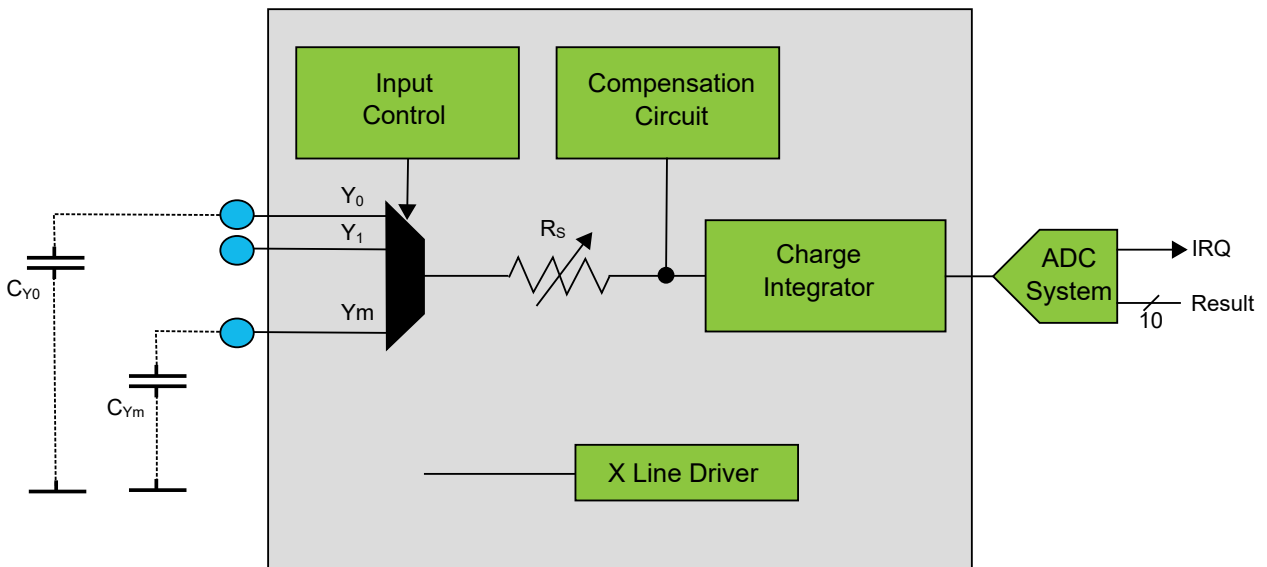 Input
Control
Compensation
Circuit
Y0
Y1
Ym
RS
Charge
Integrator
ADC
System
IRQ
Result
10
CY0
CYm
X Line Driver